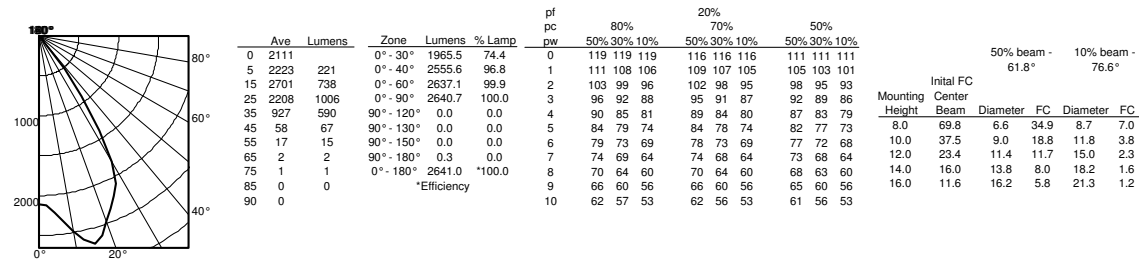 180°
80°
60°
40°
20°
0°
1000
2000
Ave Lumens
0 2111
5 2223 221
15 2701 738
25 2208 1006
35 927 590
45 58 67
55 17 15
65 2 2
75 1 1
85 0 0
90 0
Zone Lumens % Lamp
0° - 30° 1965.5 74.4
0° - 40° 2555.6 96.8
0° - 60° 2637.1 99.9
0° - 90° 2640.7 100.0
90° - 120° 0.0 0.0
90° - 130° 0.0 0.0
90° - 150° 0.0 0.0
90° - 180° 0.3 0.0
0° - 180° 2641.0 *100.0
*Efficiency
pf 20%
pc 80% 70% 50%
pw 50% 30% 10% 50% 30% 10% 50% 30% 10%
0 119 119 119 116 116 116 111 111 111
1 111 108 106 109 107 105 105 103 101
2 103 99 96 102 98 95 98 95 93
3 96 92 88 95 91 87 92 89 86
4 90 85 81 89 84 80 87 83 79
5 84 79 74 84 78 74 82 77 73
6 79 73 69 78 73 69 77 72 68
7 74 69 64 74 68 64 73 68 64
8 70 64 60 70 64 60 68 63 60
9 66 60 56 66 60 56 65 60 56
10 62 57 53 62 56 53 61 56 53
50% beam - 10% beam -
61.8° 76.6°
Inital FC
Mounting Center
Height Beam Diameter FC Diameter FC
8.0 69.8 6.6 34.9 8.7 7.0
10.0 37.5 9.0 18.8 11.8 3.8
12.0 23.4 11.4 11.7 15.0 2.3
14.0 16.0 13.8 8.0 18.2 1.6
16.0 11.6 16.2 5.8 21.3 1.2